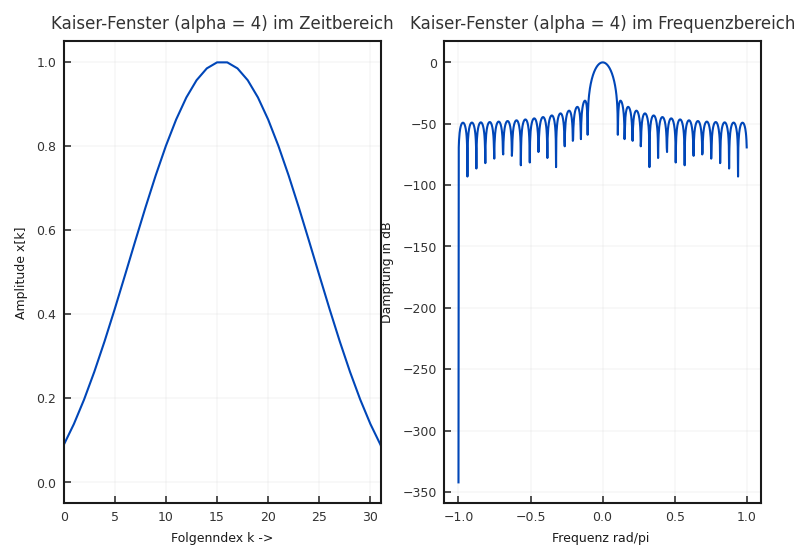 Kaiser-Fenster (alpha = 4) im Zeitbereich
Kaiser-Fenster (alpha = 4) im Frequenzbereich
1.0
0.8
0.6
0.4
0.2
0.0
Amplitude x[k]
0 5 10 15 20 25 30
Folgenndex k ->
0
−50
−100
−150
−200
−250
−300
−350
Dämpfung in dB
−1.0 −0.5 0.0 0.5 1.0
Frequenz rad/pi